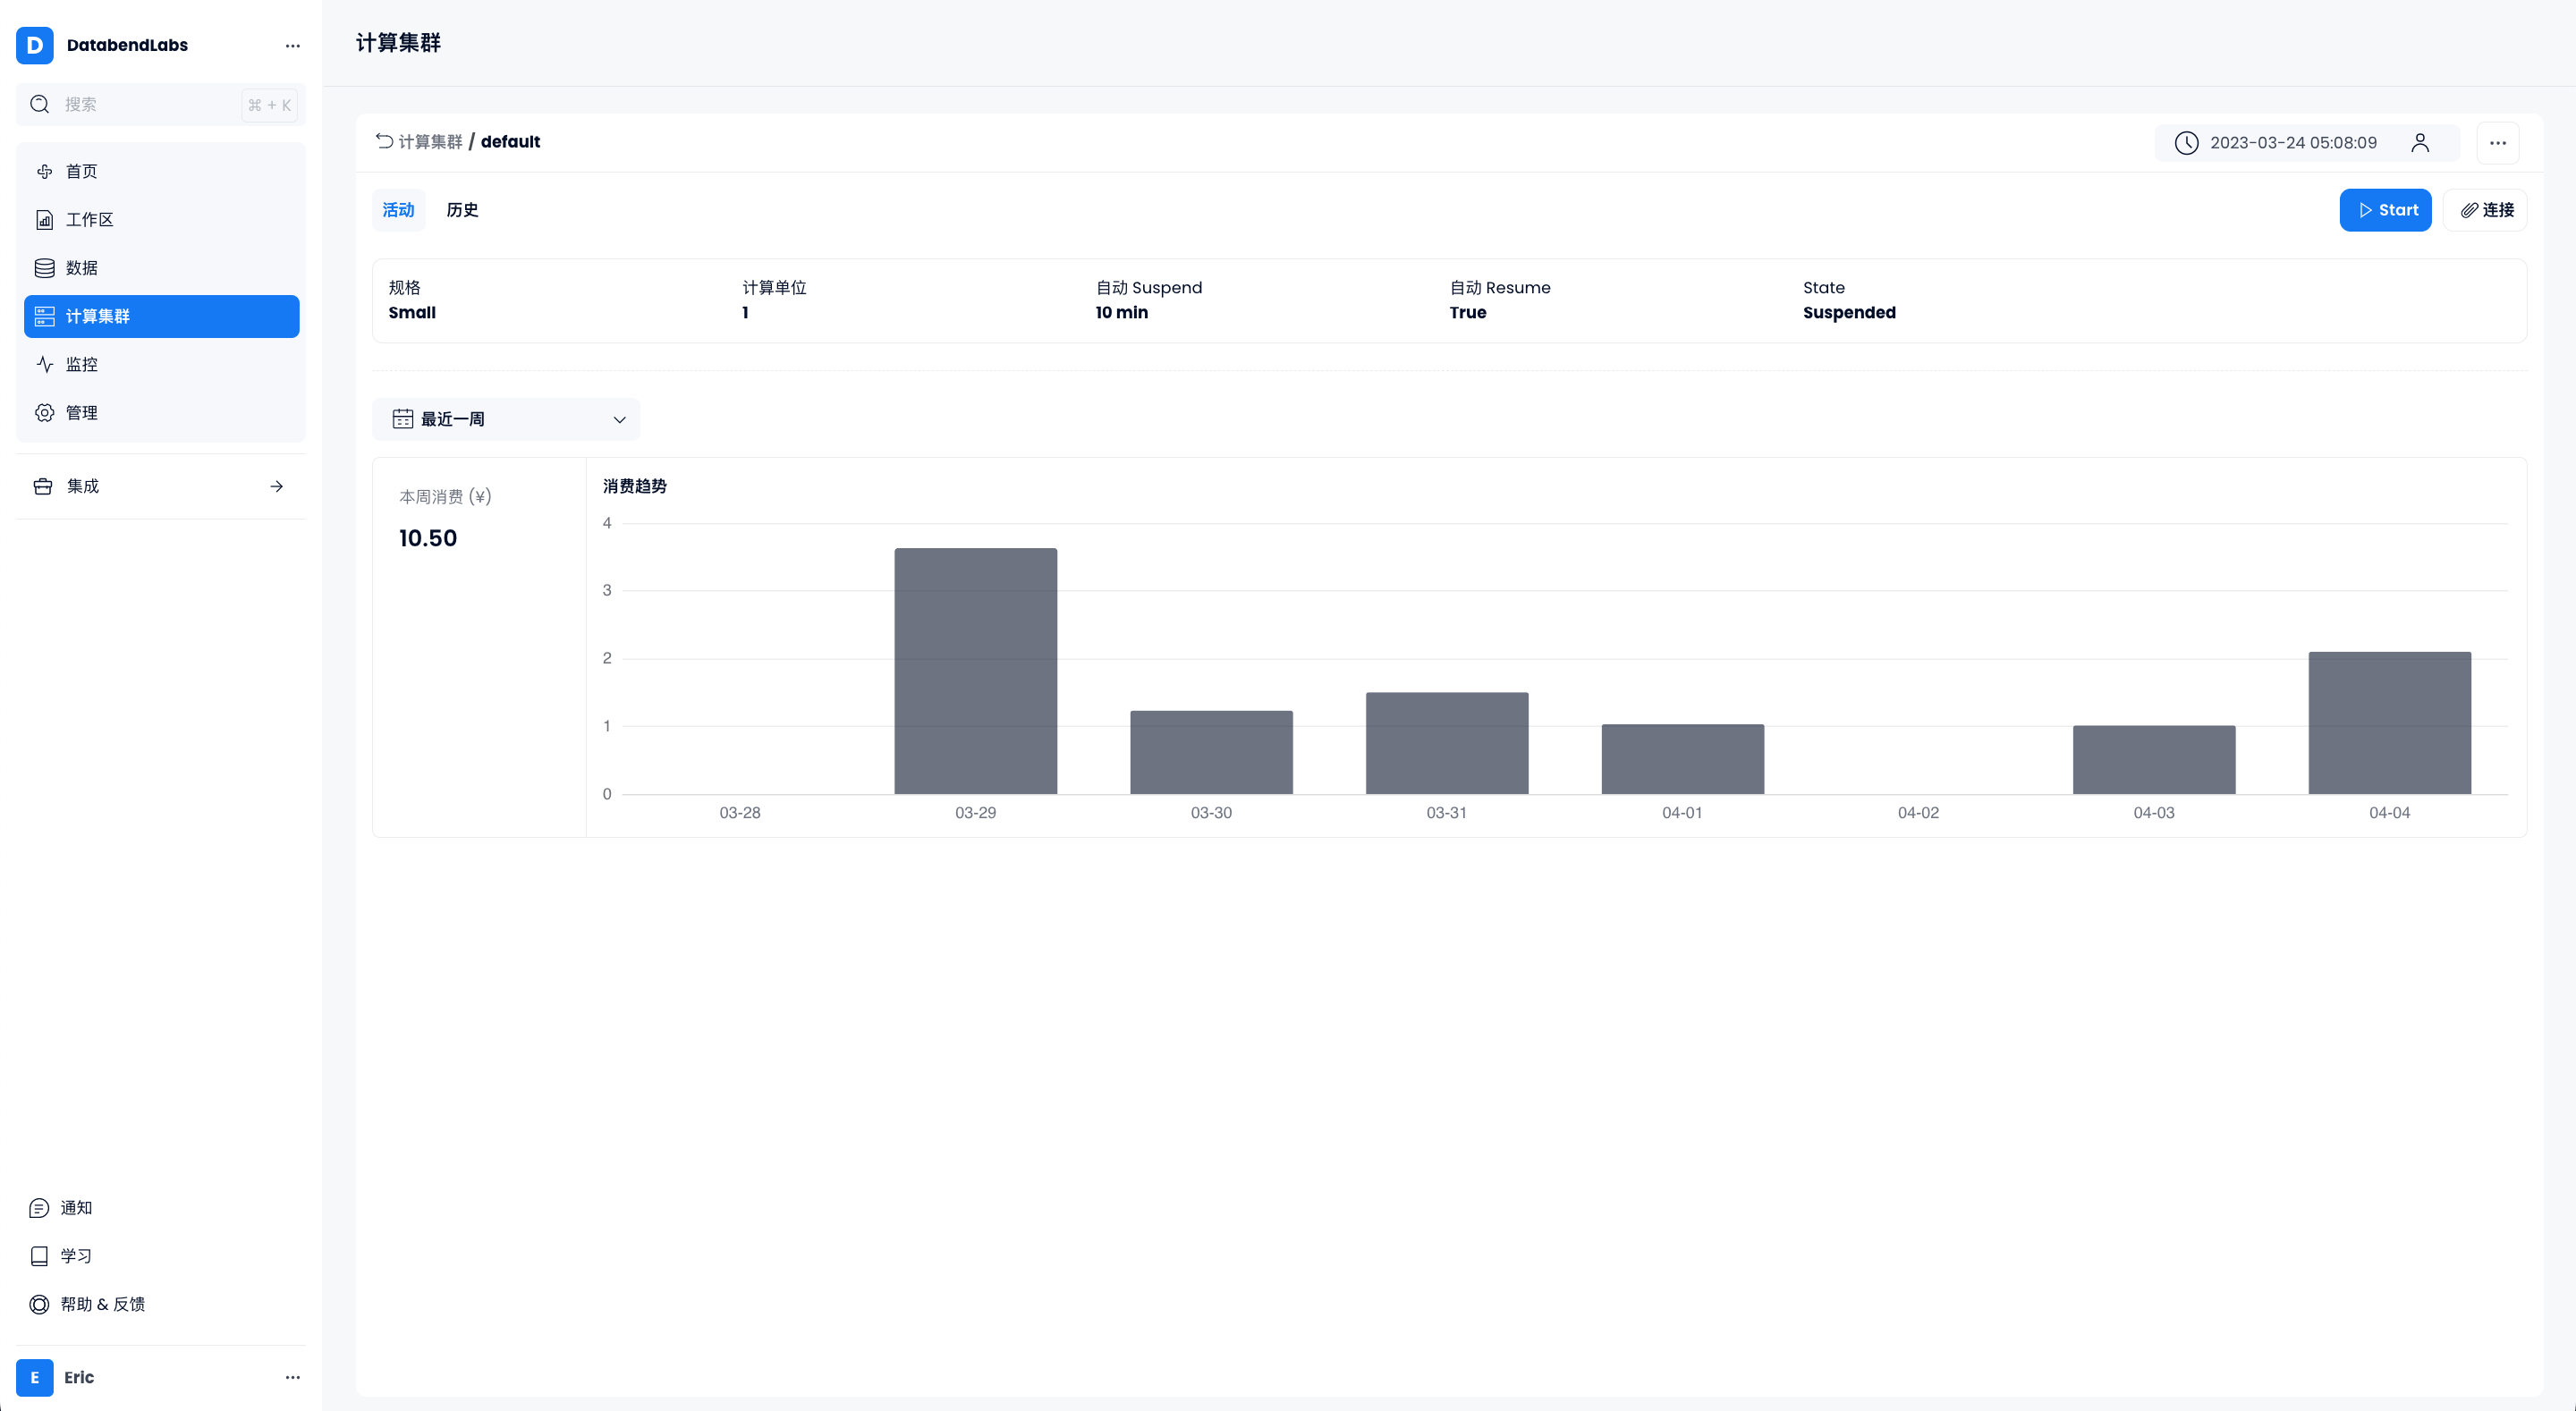 D DatabendLabs
搜索 ⌘ + K
首页
工作区
数据
计算集群
监控
管理
集成
通知
学习
帮助 & 反馈
E Eric
计算集群
计算集群 / default
2023-03-24 05:08:09
活动 历史
Start 连接
规格 计算单位 自动 Suspend 自动 Resume State
Small 1 10 min True Suspended
最近一周
本周消费 (¥)
10.50
消费趋势
4
3
2
1
0
03-28 03-29 03-30 03-31 04-01 04-02 04-03 04-04